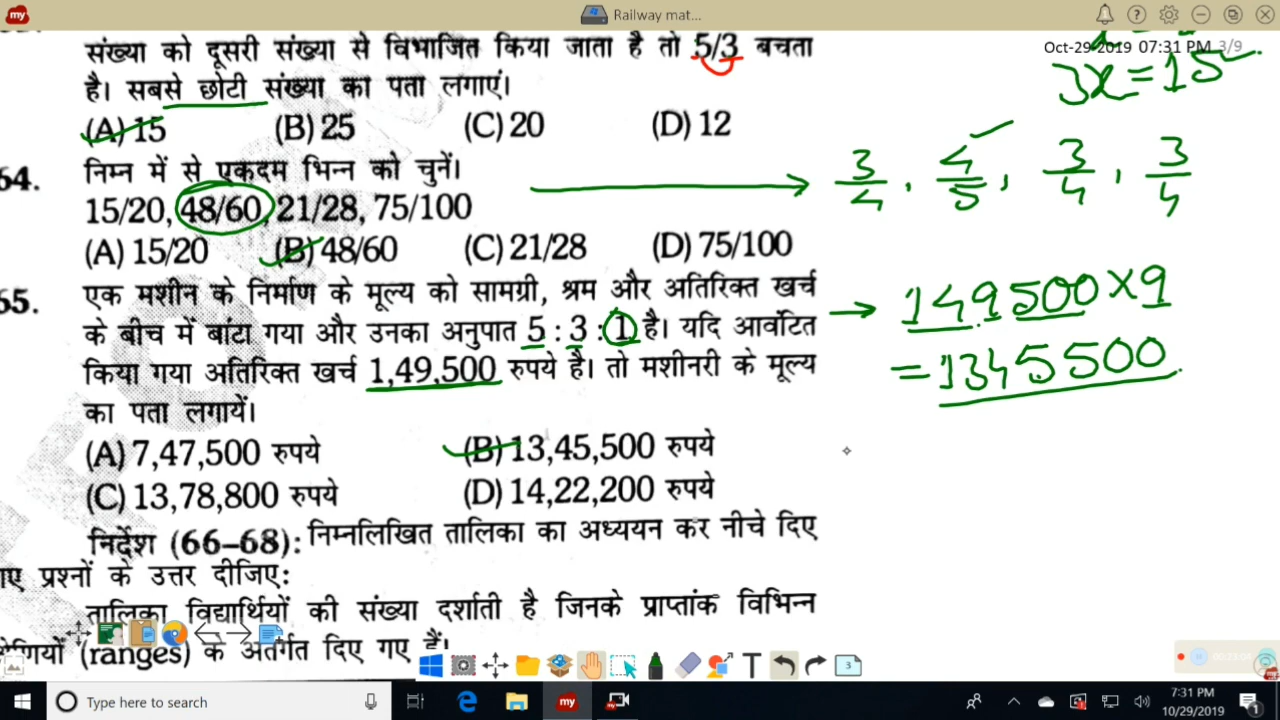 my
Railway mat...
Oct-29-2019 07:31 PM 3/9
संख्या को दूसरी संख्या से विभाजित किया जाता है तो 5/3 बचता
है। सबसे छोटी संख्या का पता लगाएं।
3x = 15
(A) 15 (B) 25 (C) 20 (D) 12
64. निम्न में से एकदम भिन्न को चुनें।
3/4, 4/5, 3/4, 3/4
15/20, 48/60, 21/28, 75/100
(A) 15/20 (B) 48/60 (C) 21/28 (D) 75/100
65. एक मशीन के निर्माण के मूल्य को सामग्री, श्रम और अतिरिक्त खर्च
के बीच में बांटा गया और उनका अनुपात 5 : 3 : 1 है। यदि आवंटित
किया गया अतिरिक्त खर्च 1,49,500 रुपये है। तो मशीनरी के मूल्य
का पता लगायें।
149500 × 9
= 1345500
(A) 7,47,500 रुपये (B) 13,45,500 रुपये
(C) 13,78,800 रुपये (D) 14,22,200 रुपये
निर्देश (66–68): निम्नलिखित तालिका का अध्ययन कर नीचे दिए
ए प्रश्नों के उत्तर दीजिए:
तालिका विद्यार्थियों की संख्या दर्शाती है जिनके प्राप्तांक विभिन्न
(ranges) के अंतर्गत दिए गए हैं।
T 3
Type here to search
my
7:31 PM
10/29/2019
1